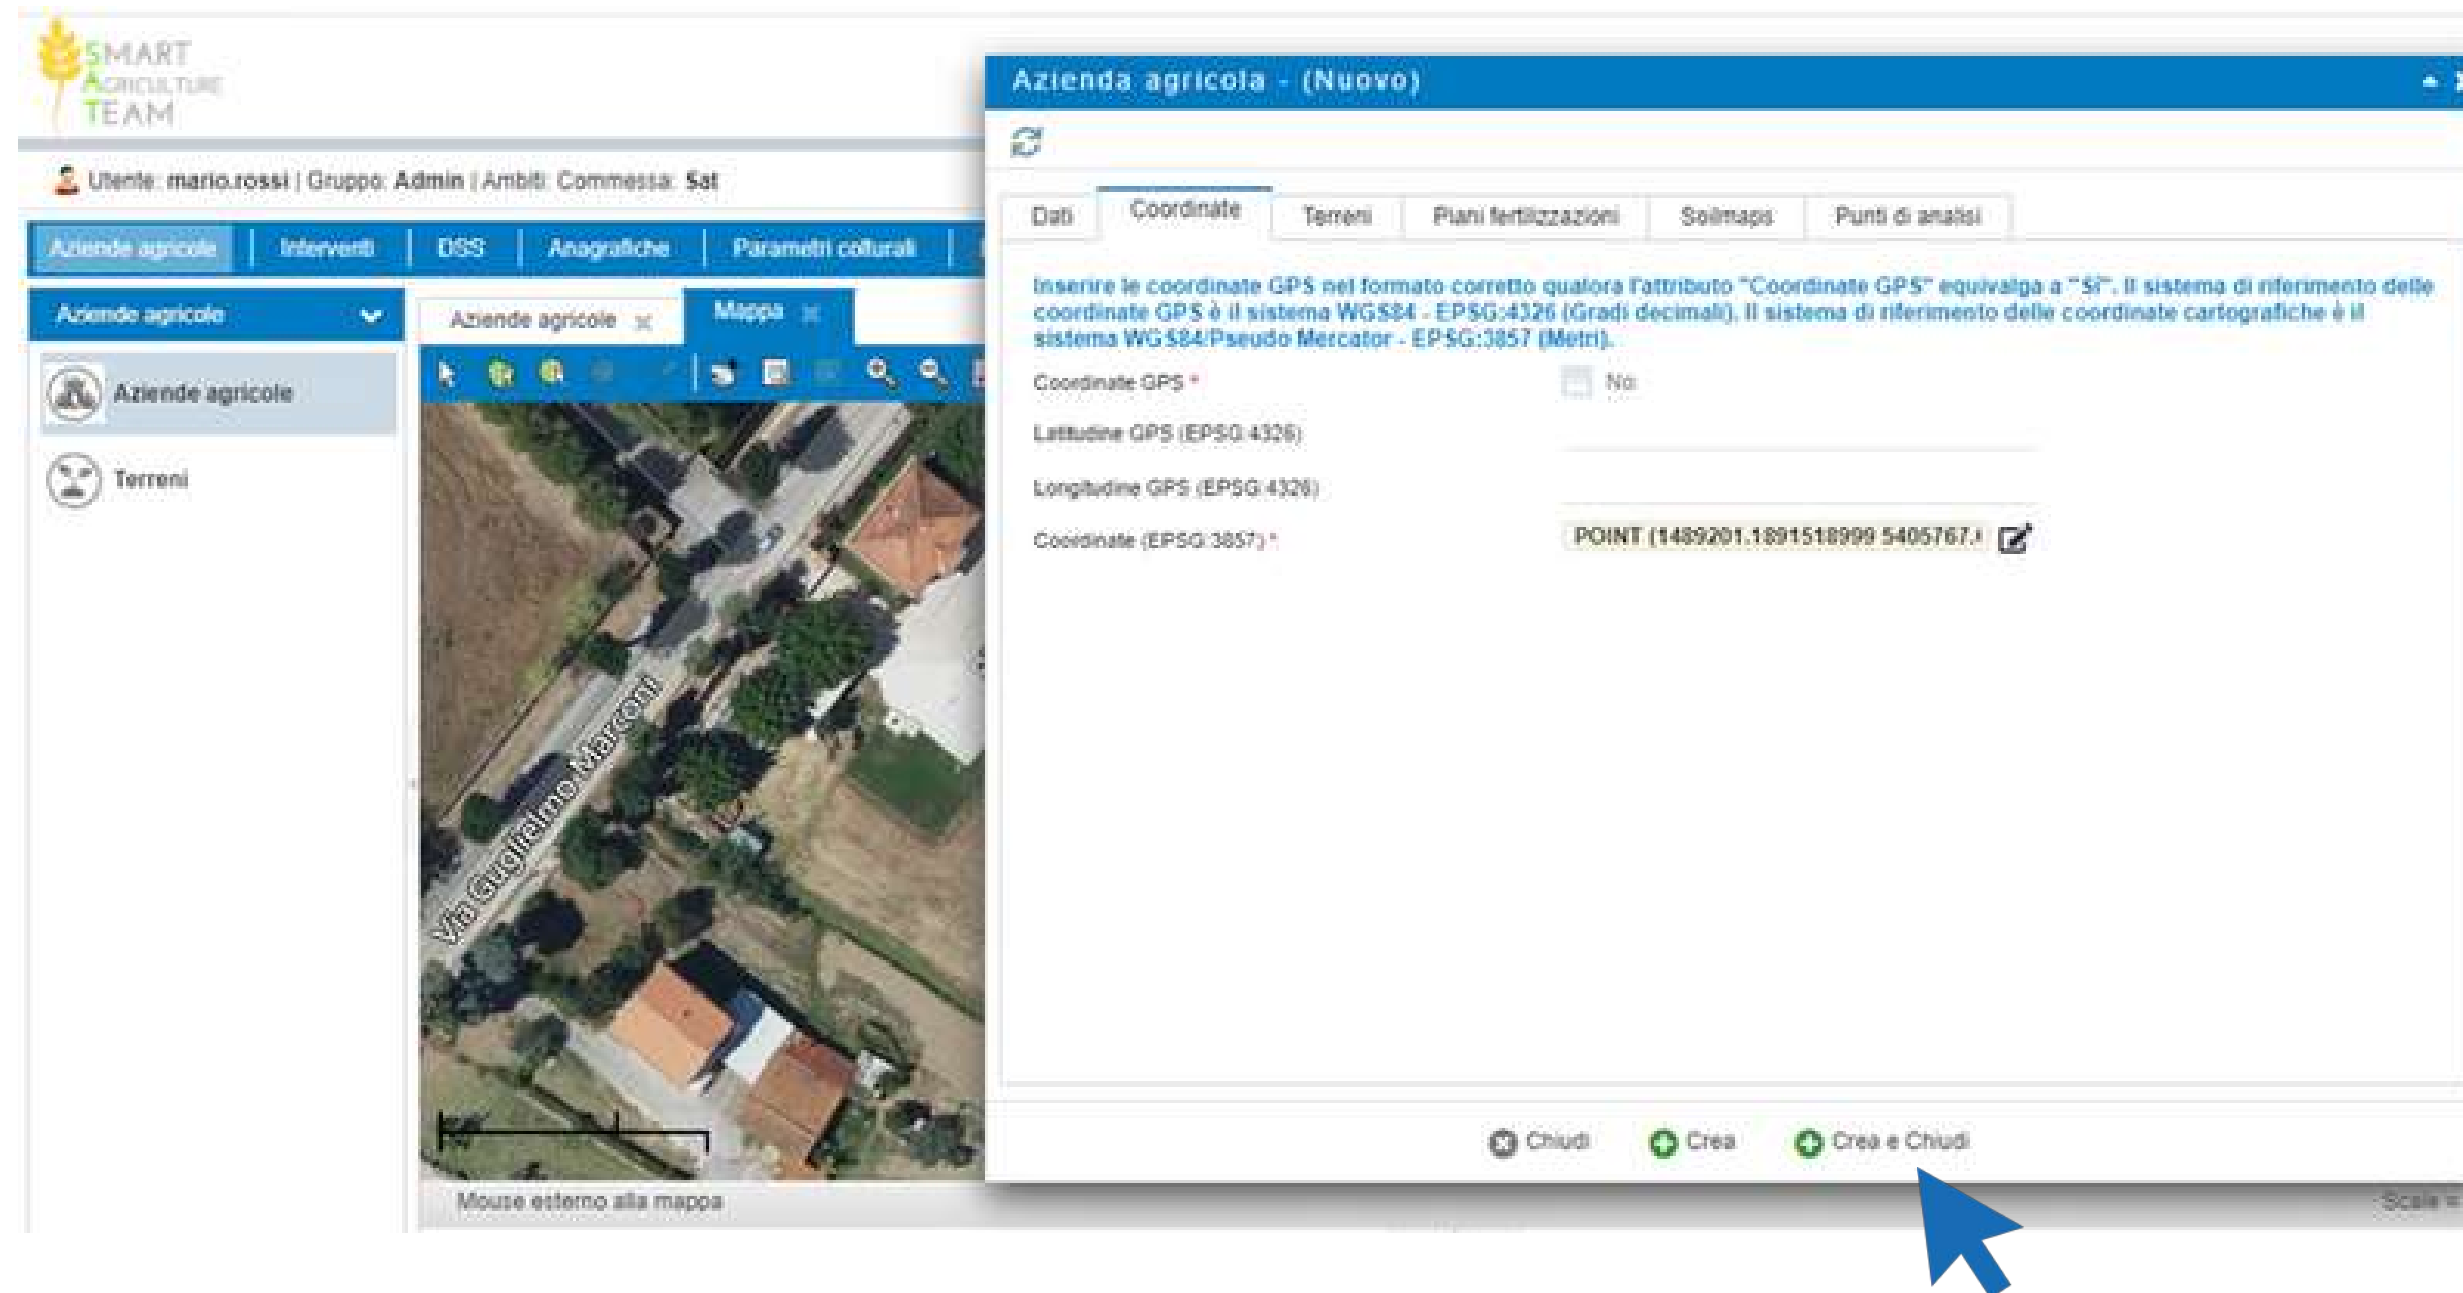 SMART
AGRICULTURE
TEAM
Utente: mario.rossi | Gruppo: Admin | Ambiti: Commessa: Sat
Aziende agricole Interventi DSS Anagrafiche Parametri colturali
Aziende agricole
Aziende agricole
Terreni
Aziende agricole Mappa
Via Guglielmo Marconi
Mouse esterno alla mappa
Scale =
Azienda agricola - (Nuovo)
Dati Coordinate Terreni Piani fertilizzazioni Soilmaps Punti di analisi
Inserire le coordinate GPS nel formato corretto qualora l'attributo "Coordinate GPS" equivalga a "Sì". Il sistema di riferimento delle
coordinate GPS è il sistema WGS84 - EPSG:4326 (Gradi decimali). Il sistema di riferimento delle coordinate cartografiche è il
sistema WGS84/Pseudo Mercator - EPSG:3857 (Metri).
Coordinate GPS * No
Latitudine GPS (EPSG:4326)
Longitudine GPS (EPSG:4326)
Coordinate (EPSG:3857) * POINT (1489201.1891518999 5405767.
Chiudi Crea Crea e Chiudi